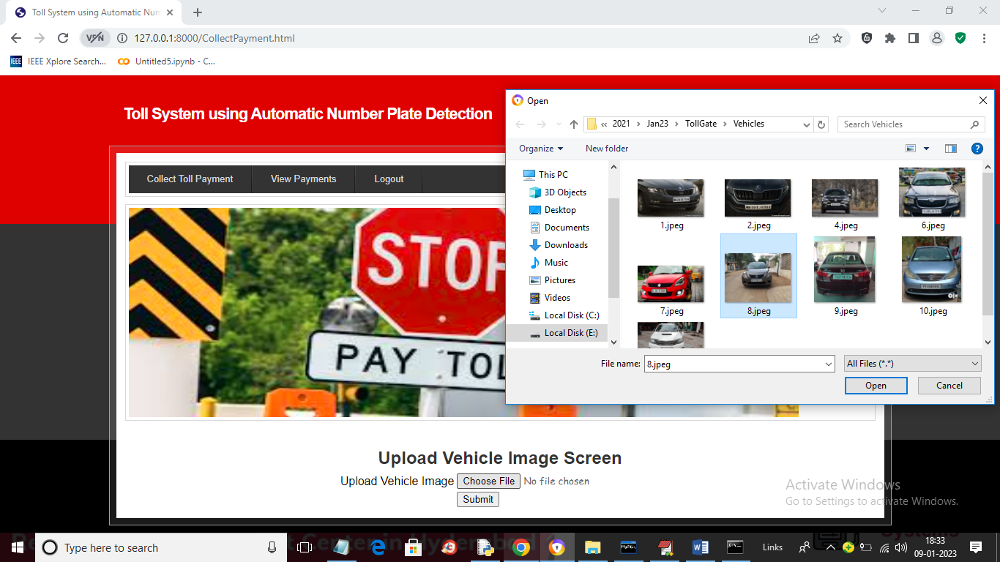 Toll System using Automatic Num
127.0.0.1:8000/CollectPayment.html
IEEE Xplore Search... Untitled5.ipynb - C...
Toll System using Automatic Number Plate Detection
Collect Toll Payment View Payments Logout
STOP
PAY TOL
Open
« 2021 > Jan23 > TollGate > Vehicles
Search Vehicles
Organize New folder
This PC
3D Objects
Desktop
Documents
Downloads
Music
Pictures
Videos
Local Disk (C:)
Local Disk (E:)
1.jpeg 2.jpeg 4.jpeg 6.jpeg
7.jpeg 8.jpeg 9.jpeg 10.jpeg
File name: 8.jpeg All Files (*.*)
Open Cancel
Upload Vehicle Image Screen
Upload Vehicle Image Choose File No file chosen
Submit
Activate Windows
Go to Settings to activate Windows.
Type here to search
Links
18:33
09-01-2023